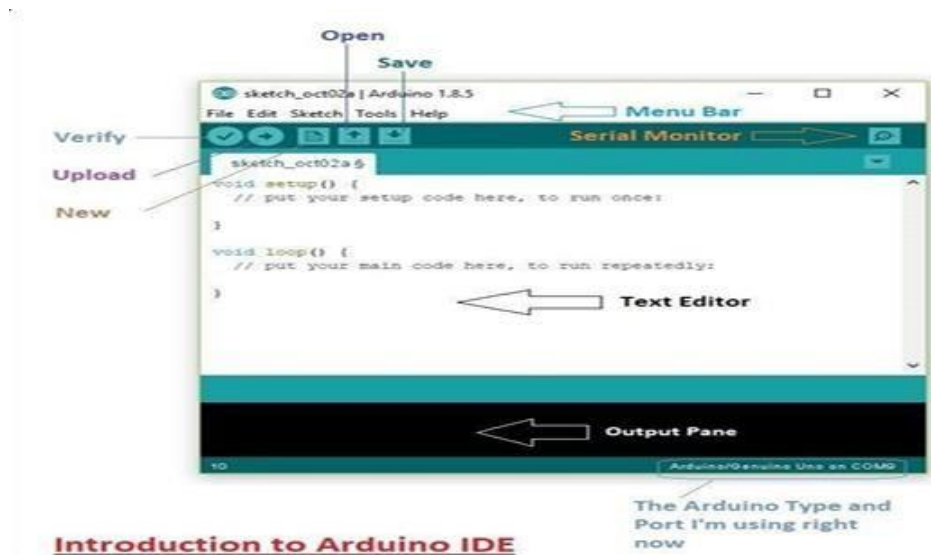 Open
Save
sketch_oct02a | Arduino 1.8.5
File Edit Sketch Tools Help
Menu Bar
Verify
Serial Monitor
Upload
sketch_oct02a §
New
void setup() {
// put your setup code here, to run once:
}
void loop() {
// put your main code here, to run repeatedly:
}
Text Editor
Output Pane
10
Arduino/Genuino Uno on COM9
The Arduino Type and
Port I'm using right
now
Introduction to Arduino IDE